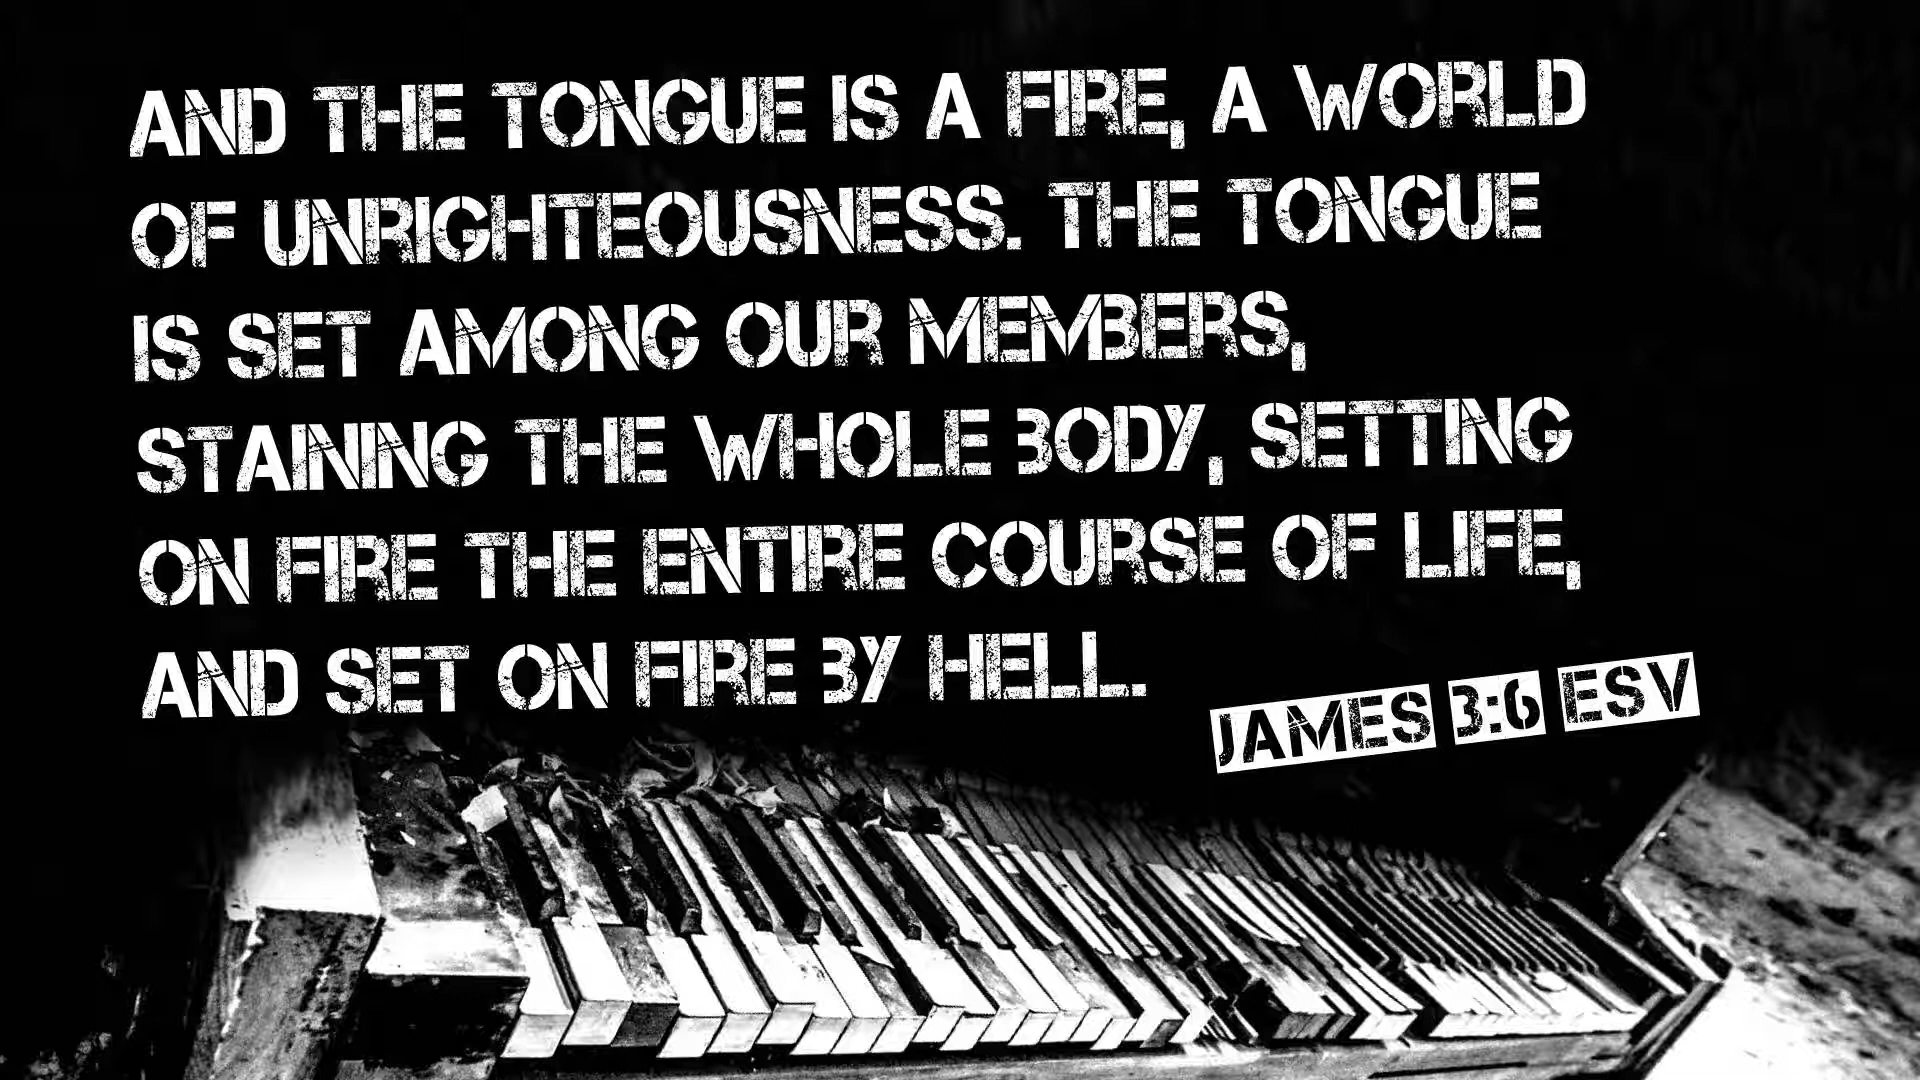 AND THE TONGUE IS A FIRE, A WORLD
OF UNRIGHTEOUSNESS. THE TONGUE
IS SET AMONG OUR MEMBERS,
STAINING THE WHOLE BODY, SETTING
ON FIRE THE ENTIRE COURSE OF LIFE,
AND SET ON FIRE BY HELL.
JAMES 3:6 ESV